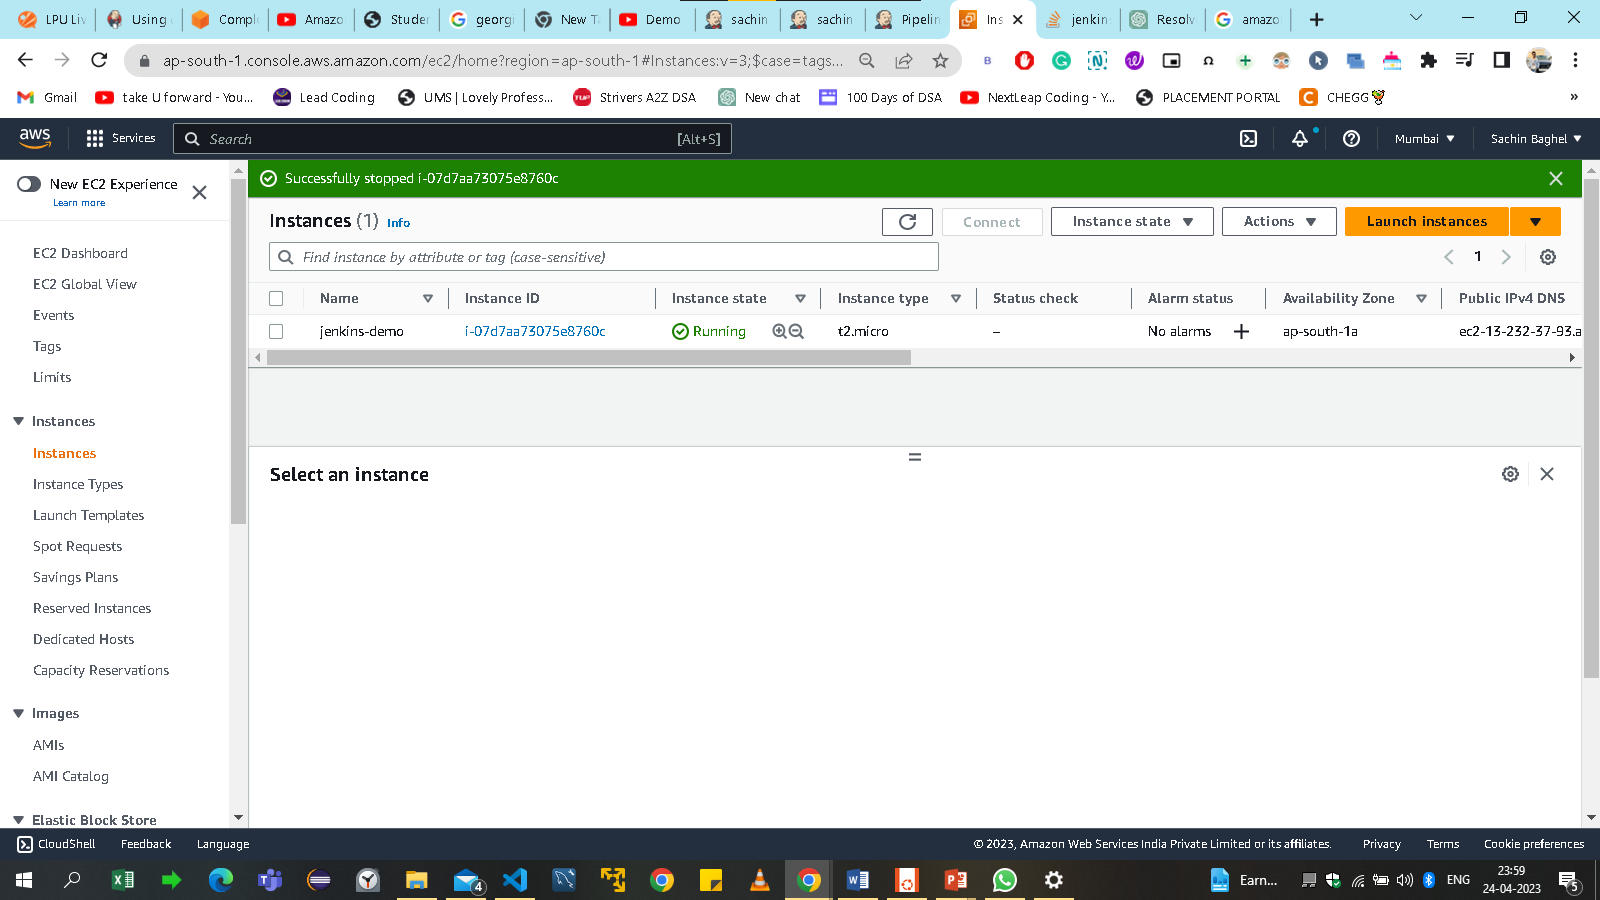 LPU Liv
Using
Compl
Amazo
Studen
georgi
New T
Demo
sachin
sachin
Pipelin
Ins
jenkin
Resolv
amazo
ap-south-1.console.aws.amazon.com/ec2/home?region=ap-south-1#Instances:v=3;$case=tags...
Gmail
take U forward - You...
Lead Coding
UMS | Lovely Profess...
Strivers A2Z DSA
New chat
100 Days of DSA
NextLeap Coding - Y...
PLACEMENT PORTAL
CHEGG
»
aws
Services
Search
[Alt+S]
Mumbai
Sachin Baghel
New EC2 Experience
Learn more
EC2 Dashboard
EC2 Global View
Events
Tags
Limits
Instances
Instances
Instance Types
Launch Templates
Spot Requests
Savings Plans
Reserved Instances
Dedicated Hosts
Capacity Reservations
Images
AMIs
AMI Catalog
Elastic Block Store
Successfully stopped i-07d7aa73075e8760c
Instances (1) Info
Connect
Instance state
Actions
Launch instances
Find instance by attribute or tag (case-sensitive)
1
Name Instance ID Instance state Instance type Status check Alarm status Availability Zone Public IPv4 DNS
jenkins-demo i-07d7aa73075e8760c Running t2.micro – No alarms + ap-south-1a ec2-13-232-37-93.a
Select an instance
CloudShell Feedback Language © 2023, Amazon Web Services India Private Limited or its affiliates. Privacy Terms Cookie preferences
4
Earn...
ENG
23:59
24-04-2023
5